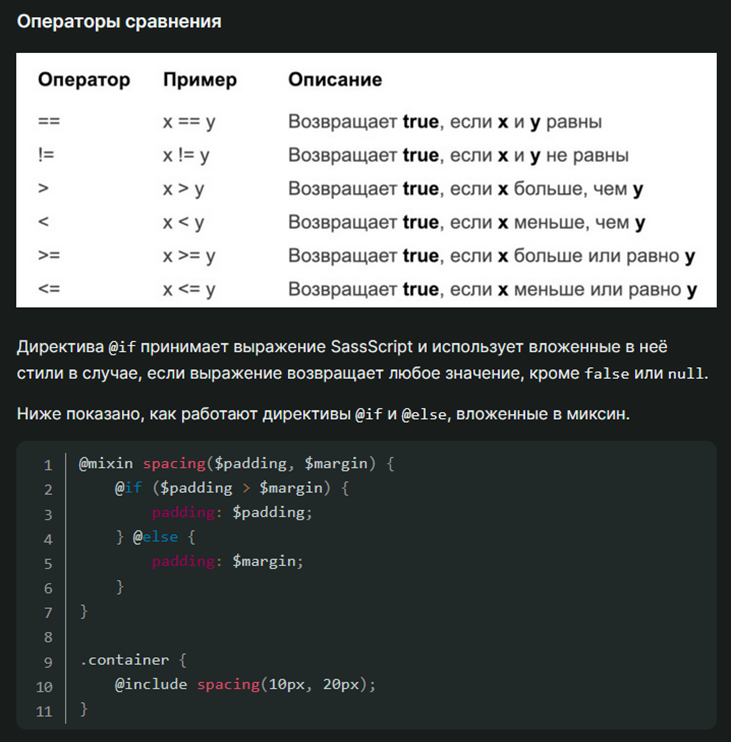 Операторы сравнения
Оператор Пример Описание
== x == y Возвращает true, если x и y равны
!= x != y Возвращает true, если x и y не равны
> x > y Возвращает true, если x больше, чем y
< x < y Возвращает true, если x меньше, чем y
>= x >= y Возвращает true, если x больше или равно y
<= x <= y Возвращает true, если x меньше или равно y
Директива @if принимает выражение SassScript и использует вложенные в неё
стили в случае, если выражение возвращает любое значение, кроме false или null.
Ниже показано, как работают директивы @if и @else, вложенные в миксин.
1 @mixin spacing($padding, $margin) {
2 @if ($padding > $margin) {
3 padding: $padding;
4 } @else {
5 padding: $margin;
6 }
7 }
8
9 .container {
10 @include spacing(10px, 20px);
11 }